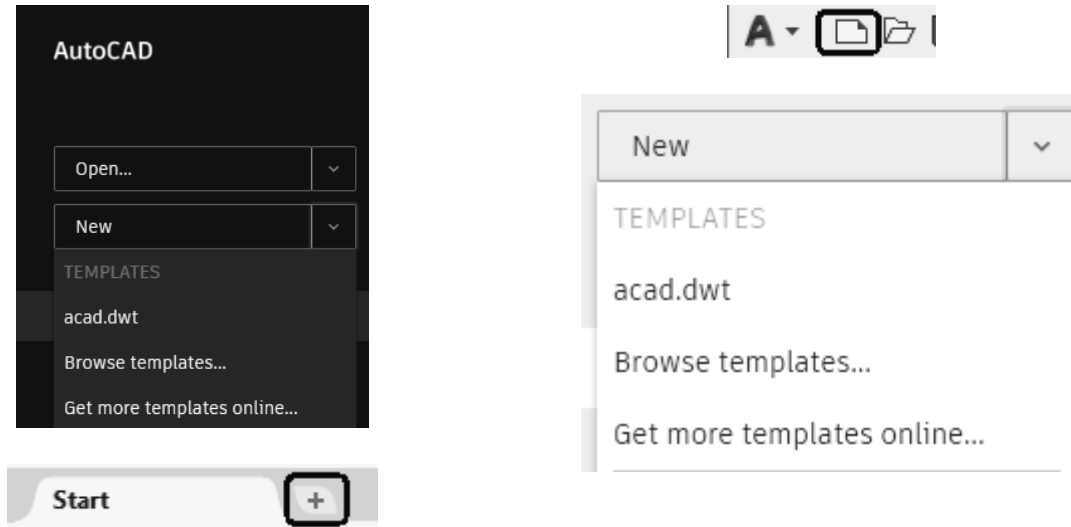 AutoCAD
Open...
New
TEMPLATES
acad.dwt
Browse templates...
Get more templates online...
Start
+
A
New
TEMPLATES
acad.dwt
Browse templates...
Get more templates online...